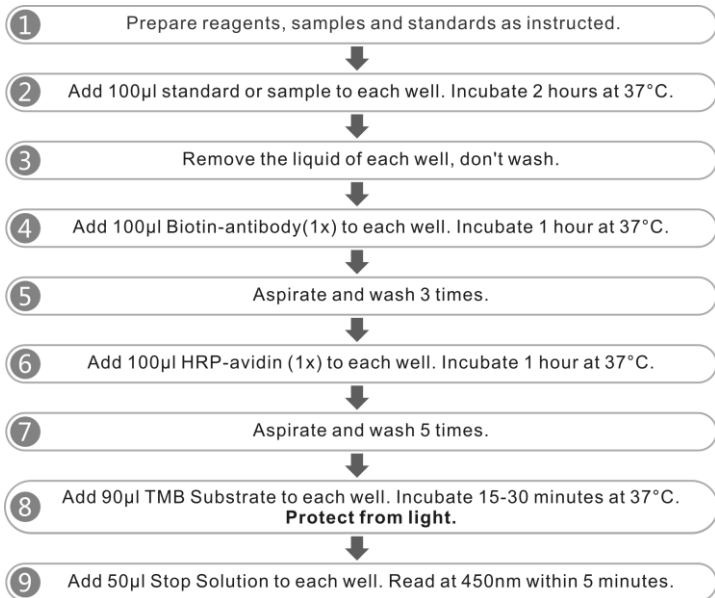 1 Prepare reagents, samples and standards as instructed.
2 Add 100µl standard or sample to each well. Incubate 2 hours at 37°C.
3 Remove the liquid of each well, don't wash.
4 Add 100µl Biotin-antibody(1x) to each well. Incubate 1 hour at 37°C.
5 Aspirate and wash 3 times.
6 Add 100µl HRP-avidin (1x) to each well. Incubate 1 hour at 37°C.
7 Aspirate and wash 5 times.
8 Add 90µl TMB Substrate to each well. Incubate 15-30 minutes at 37°C.
Protect from light.
9 Add 50µl Stop Solution to each well. Read at 450nm within 5 minutes.